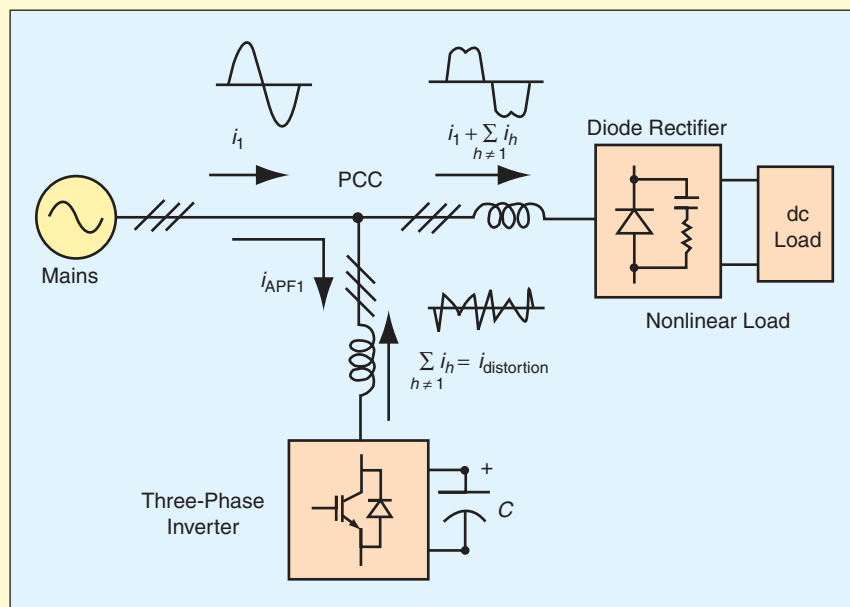 i1
i1 + Σ ih
h≠1
Diode Rectifier
PCC
dc
Load
Mains
iAPF1
Nonlinear Load
Σ ih = idistortion
h≠1
Three-Phase
Inverter
+
C